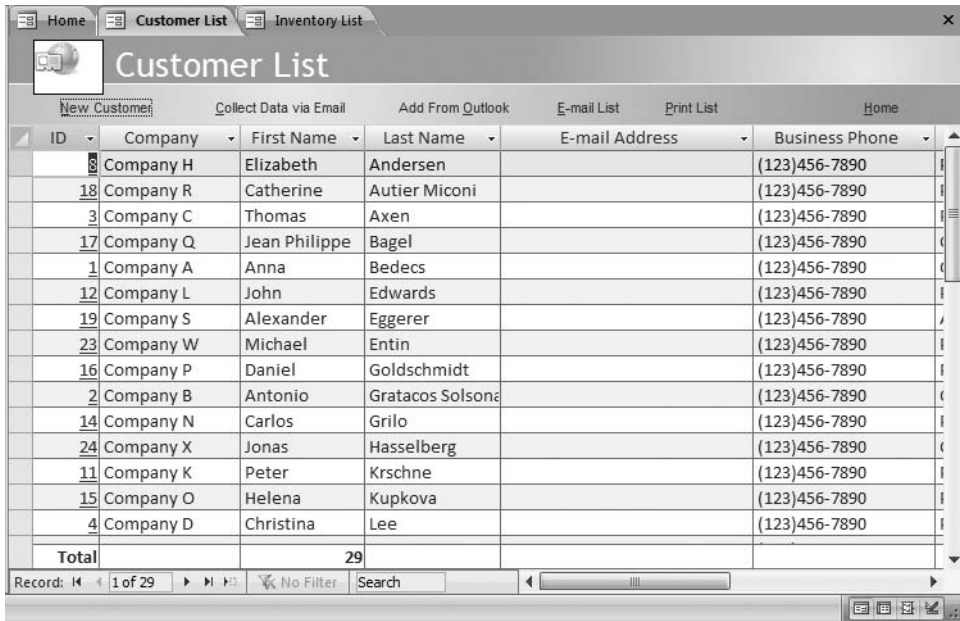 Home Customer List Inventory List
Customer List
New Customer Collect Data via Email Add From Outlook E-mail List Print List Home
ID Company First Name Last Name E-mail Address Business Phone
8 Company H Elizabeth Andersen (123)456-7890
18 Company R Catherine Autier Miconi (123)456-7890
3 Company C Thomas Axen (123)456-7890
17 Company Q Jean Philippe Bagel (123)456-7890
1 Company A Anna Bedecs (123)456-7890
12 Company L John Edwards (123)456-7890
19 Company S Alexander Eggerer (123)456-7890
23 Company W Michael Entin (123)456-7890
16 Company P Daniel Goldschmidt (123)456-7890
2 Company B Antonio Gratacos Solsona (123)456-7890
14 Company N Carlos Grilo (123)456-7890
24 Company X Jonas Hasselberg (123)456-7890
11 Company K Peter Krschne (123)456-7890
15 Company O Helena Kupkova (123)456-7890
4 Company D Christina Lee (123)456-7890
Total 29
Record: 1 of 29 No Filter Search